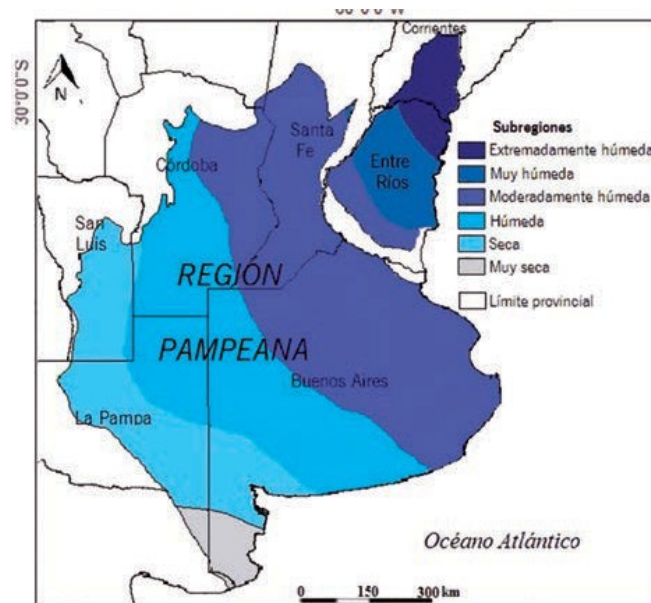 Corrientes
30°0'0"S
N
Santa
Fe
Córdoba
Entre
Ríos
San
Luis
REGIÓN
PAMPEANA
Buenos Aires
La Pampa
Subregiones
Extremadamente húmeda
Muy húmeda
Moderadamente húmeda
Húmeda
Seca
Muy seca
Límite provincial
Océano Atlántico
0 150 300 km